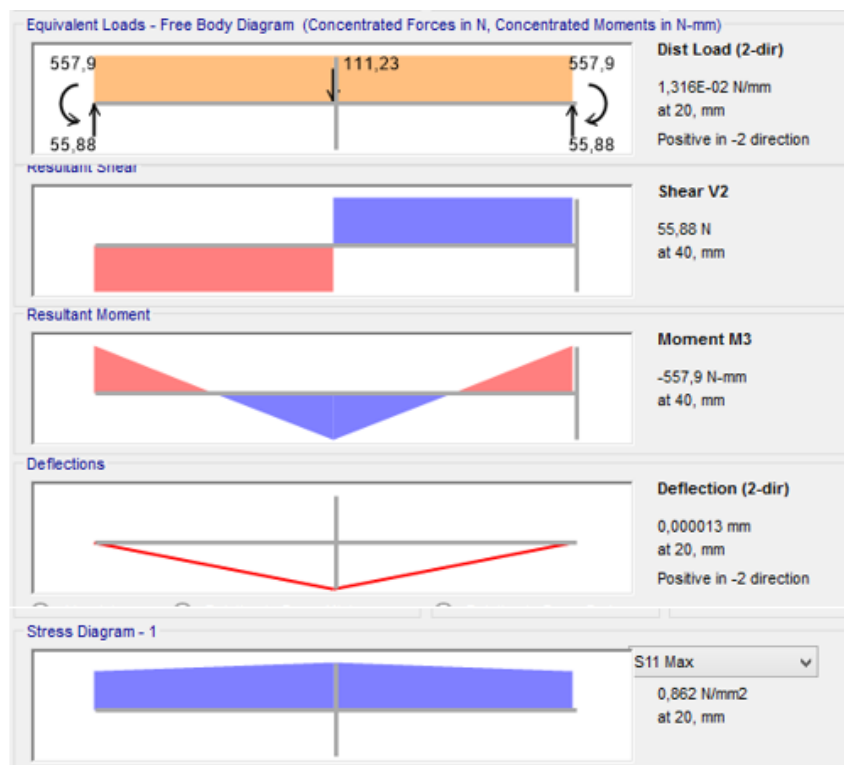 Equivalent Loads - Free Body Diagram (Concentrated Forces in N, Concentrated Moments in N-mm)
557,9
111,23
557,9
55,88
55,88
Dist Load (2-dir)
1,316E-02 N/mm
at 20, mm
Positive in -2 direction
Resultant Shear
Shear V2
55,88 N
at 40, mm
Resultant Moment
Moment M3
-557,9 N-mm
at 40, mm
Deflections
Deflection (2-dir)
0,000013 mm
at 20, mm
Positive in -2 direction
Stress Diagram - 1
S11 Max
0,862 N/mm2
at 20, mm